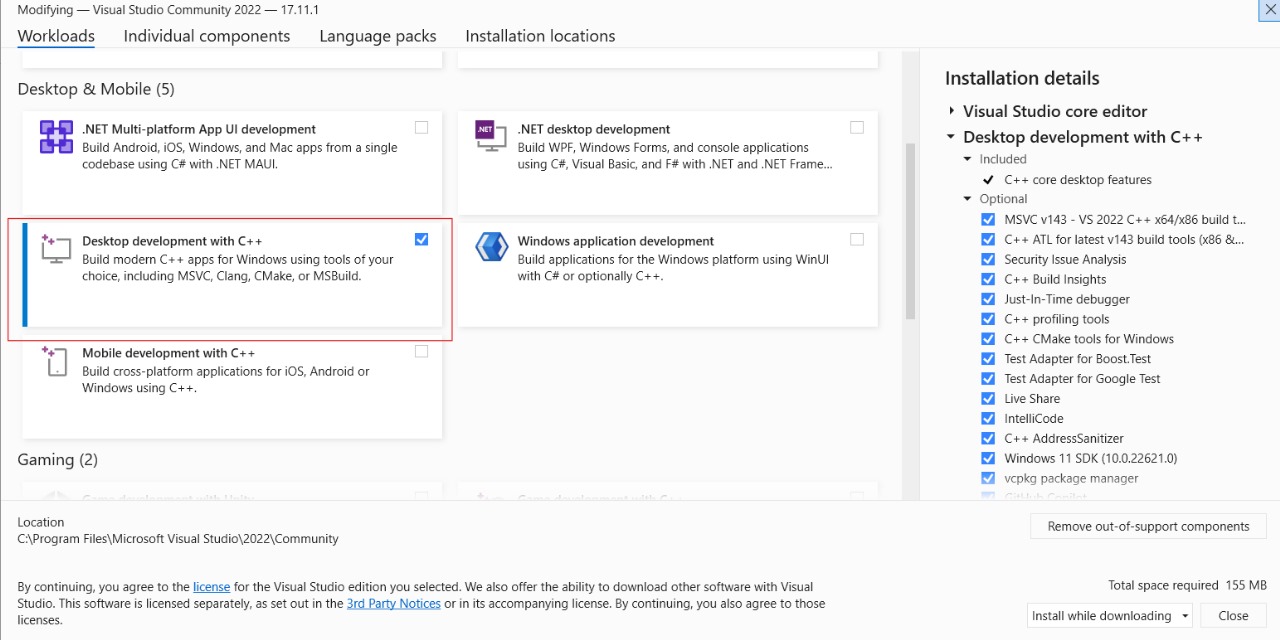 Modifying — Visual Studio Community 2022 — 17.11.1
Workloads
Individual components
Language packs
Installation locations
Desktop & Mobile (5)
.NET Multi-platform App UI development
Build Android, iOS, Windows, and Mac apps from a single
codebase using C# with .NET MAUI.
.NET
.NET desktop development
Build WPF, Windows Forms, and console applications
using C#, Visual Basic, and F# with .NET and .NET Frame...
Desktop development with C++
Build modern C++ apps for Windows using tools of your
choice, including MSVC, Clang, CMake, or MSBuild.
Windows application development
Build applications for the Windows platform using WinUI
with C# or optionally C++.
Mobile development with C++
Build cross-platform applications for iOS, Android or
Windows using C++.
Gaming (2)
Game development with Unity
Game development with C++
Installation details
Visual Studio core editor
Desktop development with C++
Included
C++ core desktop features
Optional
MSVC v143 - VS 2022 C++ x64/x86 build t...
C++ ATL for latest v143 build tools (x86 &...
Security Issue Analysis
C++ Build Insights
Just-In-Time debugger
C++ profiling tools
C++ CMake tools for Windows
Test Adapter for Boost.Test
Test Adapter for Google Test
Live Share
IntelliCode
C++ AddressSanitizer
Windows 11 SDK (10.0.22621.0)
vcpkg package manager
GitHub Copilot
Location
C:\Program Files\Microsoft Visual Studio\2022\Community
Remove out-of-support components
By continuing, you agree to the license for the Visual Studio edition you selected. We also offer the ability to download other software with Visual
Studio. This software is licensed separately, as set out in the 3rd Party Notices or in its accompanying license. By continuing, you also agree to those
licenses.
Total space required 155 MB
Install while downloading
Close